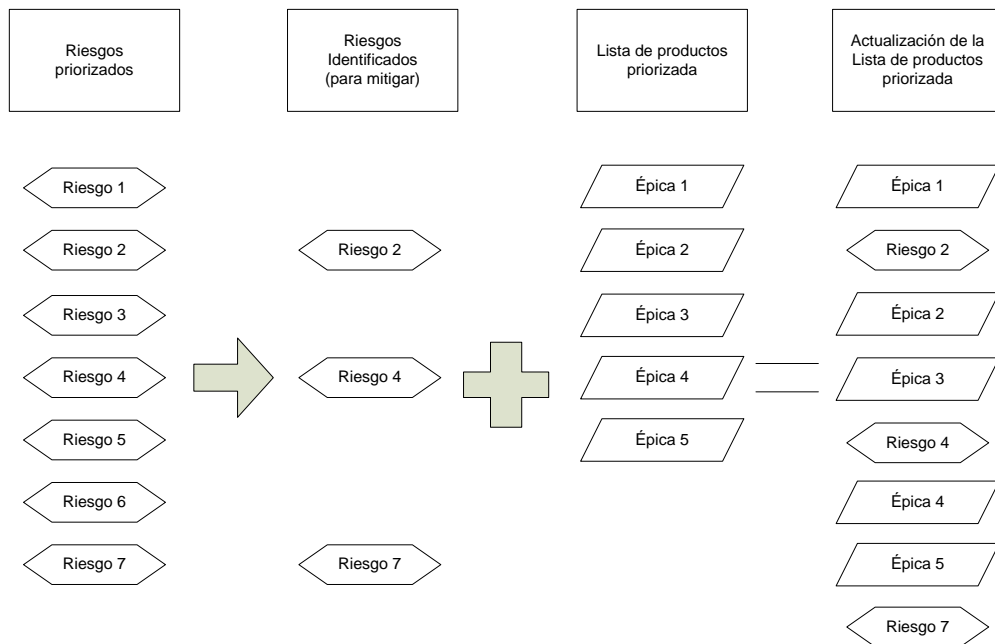 Riesgos
priorizados
Riesgos
Identificados
(para mitigar)
Lista de productos
priorizada
Actualización de la
Lista de productos
priorizada
Riesgo 1
Riesgo 2
Riesgo 3
Riesgo 4
Riesgo 5
Riesgo 6
Riesgo 7
Riesgo 2
Riesgo 4
Riesgo 7
Épica 1
Épica 2
Épica 3
Épica 4
Épica 5
Épica 1
Riesgo 2
Épica 2
Épica 3
Riesgo 4
Épica 4
Épica 5
Riesgo 7